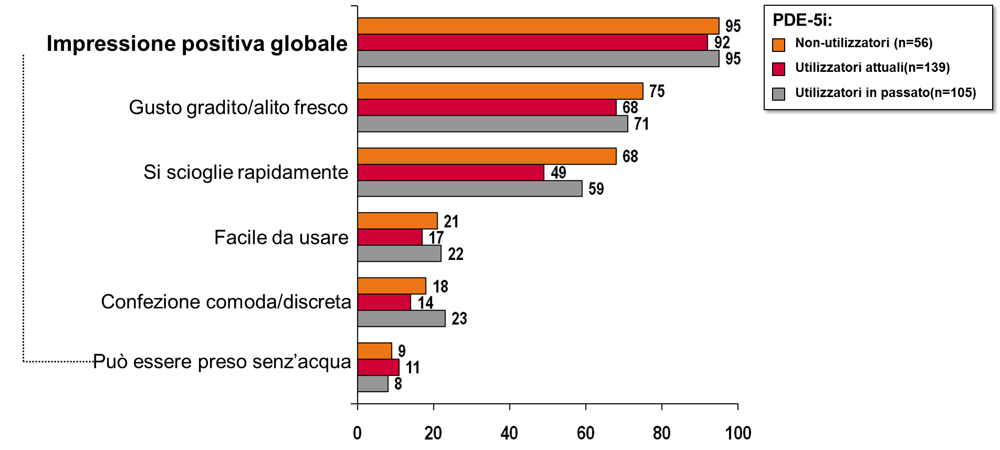 Impressione positiva globale
95
92
95
Gusto gradito/alito fresco
75
68
71
Si scioglie rapidamente
68
49
59
Facile da usare
21
17
22
Confezione comoda/discreta
18
14
23
Può essere preso senz’acqua
9
11
8
0 20 40 60 80 100
PDE-5i:
Non-utilizzatori (n=56)
Utilizzatori attuali(n=139)
Utilizzatori in passato(n=105)